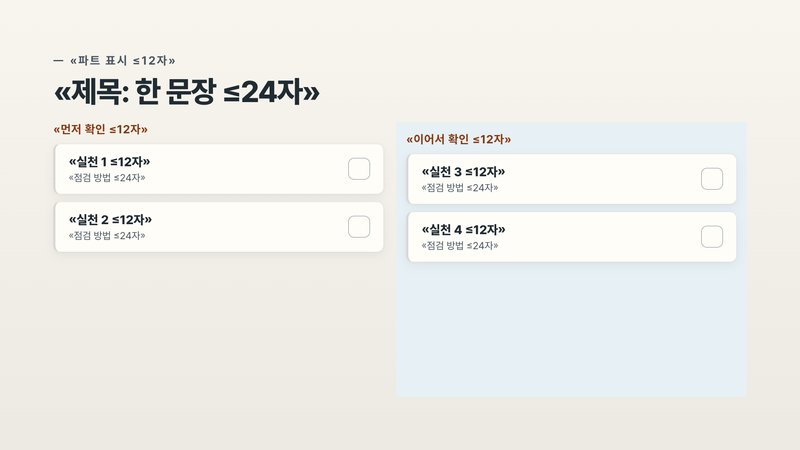 — «파트 표시 ≤12자»
«제목: 한 문장 ≤24자»
«먼저 확인 ≤12자»
«실천 1 ≤12자»
«점검 방법 ≤24자»
«실천 2 ≤12자»
«점검 방법 ≤24자»
«이어서 확인 ≤12자»
«실천 3 ≤12자»
«점검 방법 ≤24자»
«실천 4 ≤12자»
«점검 방법 ≤24자»